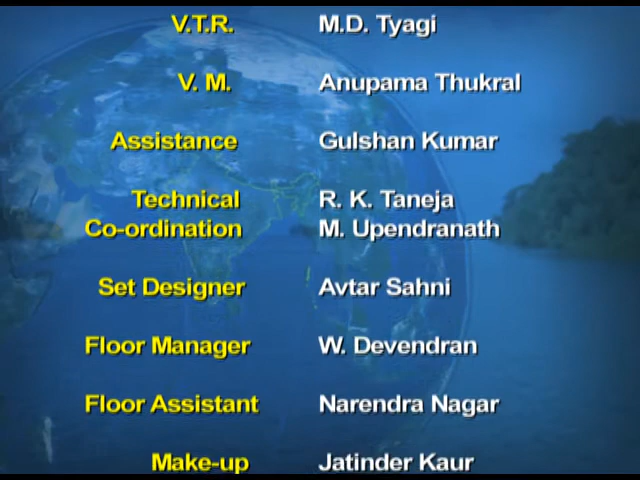 V.T.R. M.D. Tyagi
V. M. Anupama Thukral
Assistance Gulshan Kumar
Technical R. K. Taneja
Co-ordination M. Upendranath
Set Designer Avtar Sahni
Floor Manager W. Devendran
Floor Assistant Narendra Nagar
Make-up Jatinder Kaur